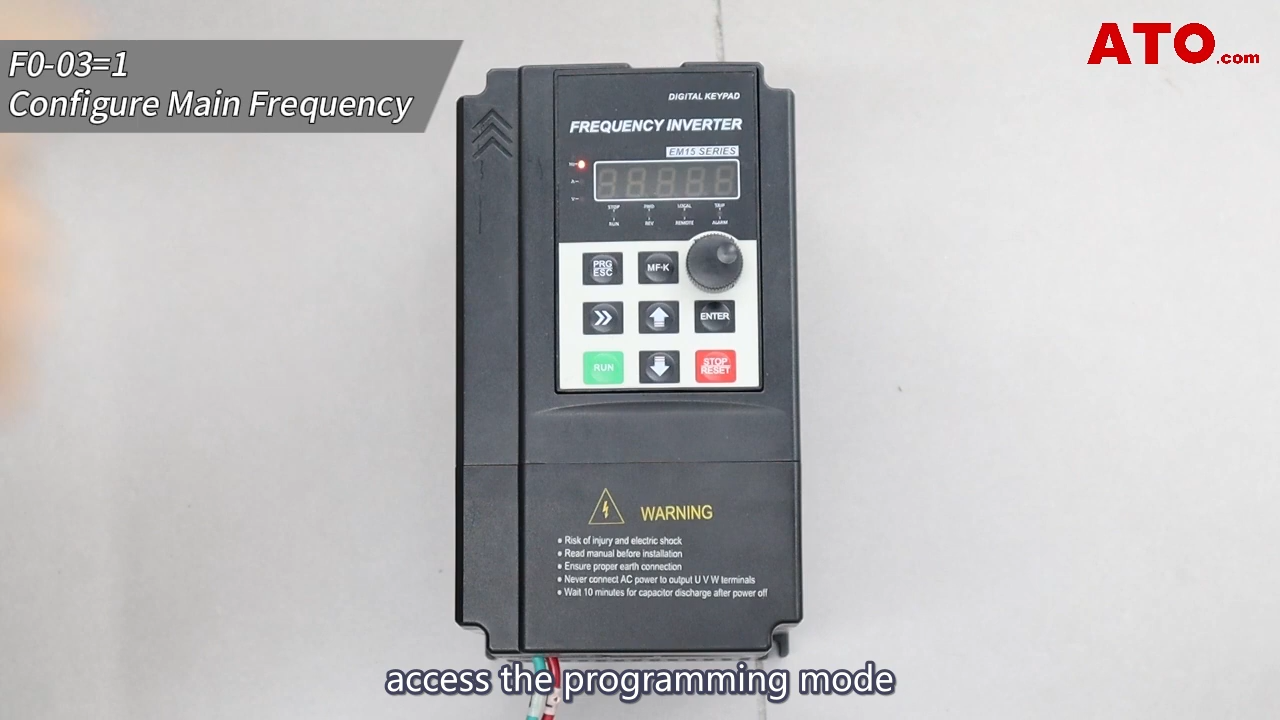 F0-03=1
Configure Main Frequency
ATO.com
DIGITAL KEYPAD
FREQUENCY INVERTER
EM15 SERIES
Hz
A
V
STOP FWD LOCAL TRIP
RUN REV REMOTE ALARM
PRG ESC
MF-K
ENTER
RUN
STOP RESET
WARNING
• Risk of injury and electric shock
• Read manual before installation
• Ensure proper earth connection
• Never connect AC power to output U V W terminals
• Wait 10 minutes for capacitor discharge after power off
access the programming mode